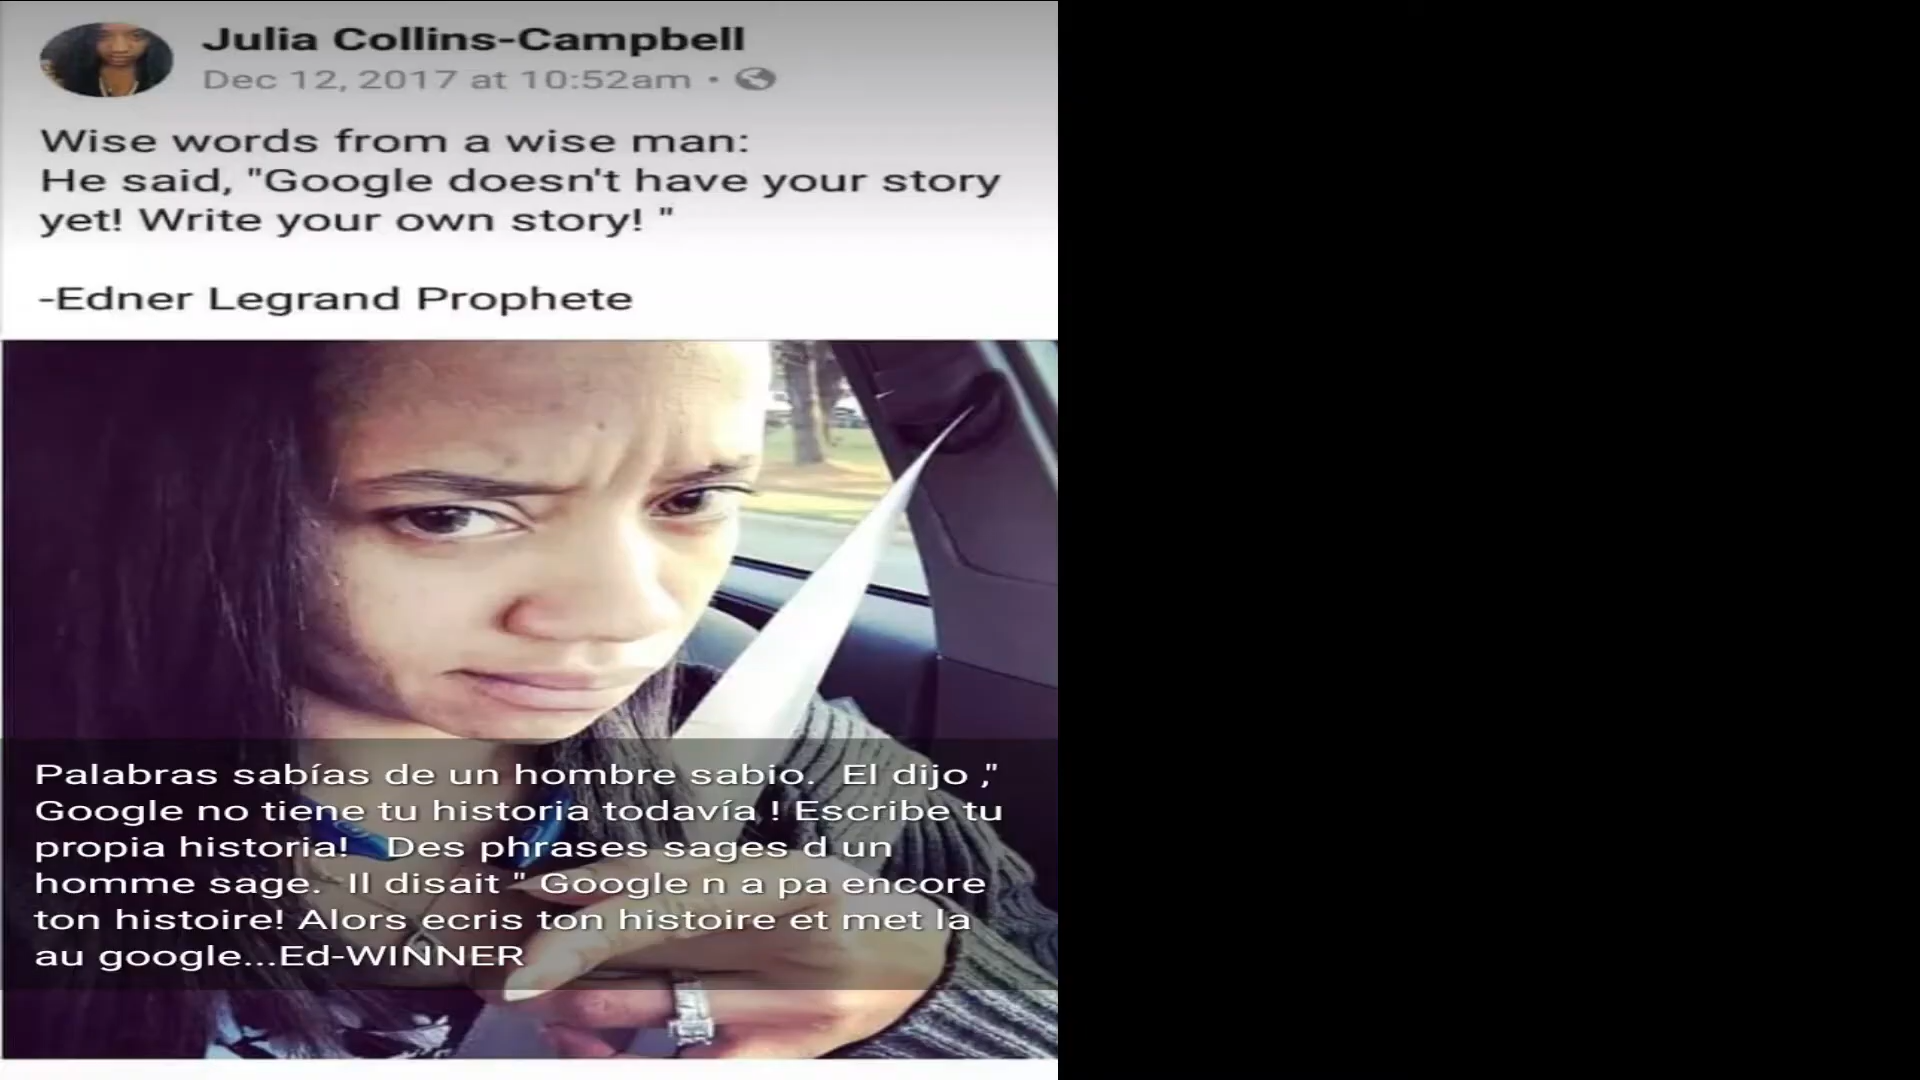 Julia Collins-Campbell
Dec 12, 2017 at 10:52am •
Wise words from a wise man:
He said, "Google doesn't have your story
yet! Write your own story! "
-Edner Legrand Prophete
Palabras sabías de un hombre sabio.  El dijo ,"
Google no tiene tu historia todavía ! Escribe tu
propia historia!   Des phrases sages d un
homme sage.  Il disait " Google n a pa encore
ton histoire! Alors ecris ton histoire et met la
au google...Ed-WINNER